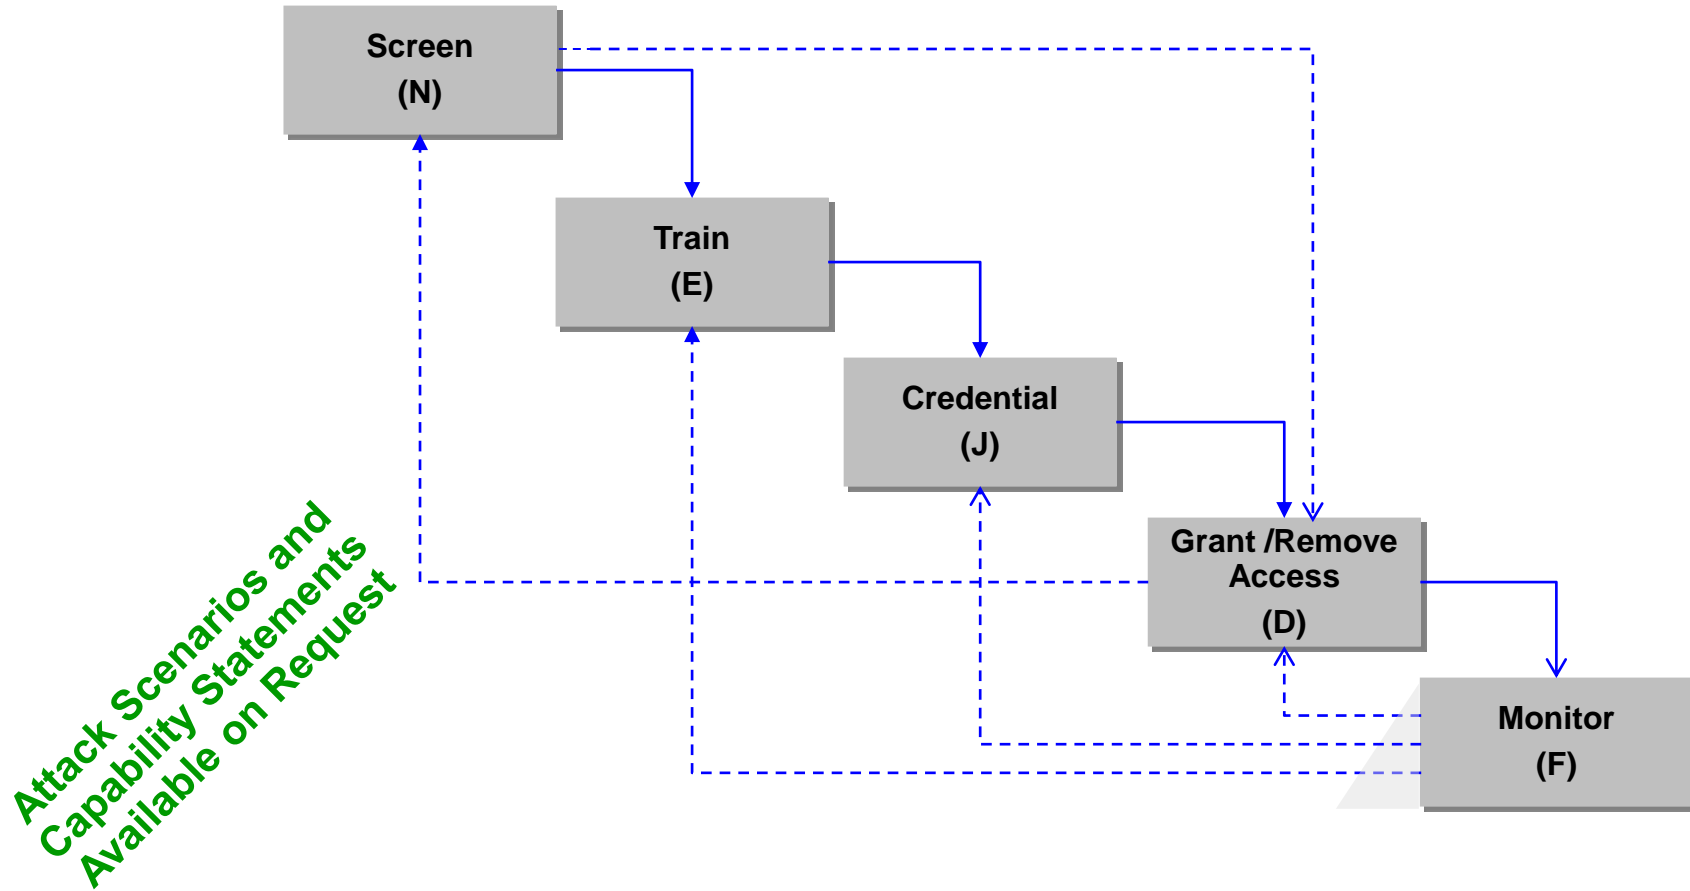 Screen
(N)
Train
(E)
Credential
(J)
Grant /Remove
Access
(D)
Monitor
(F)
Attack Scenarios and
Capability Statements
Available on Request